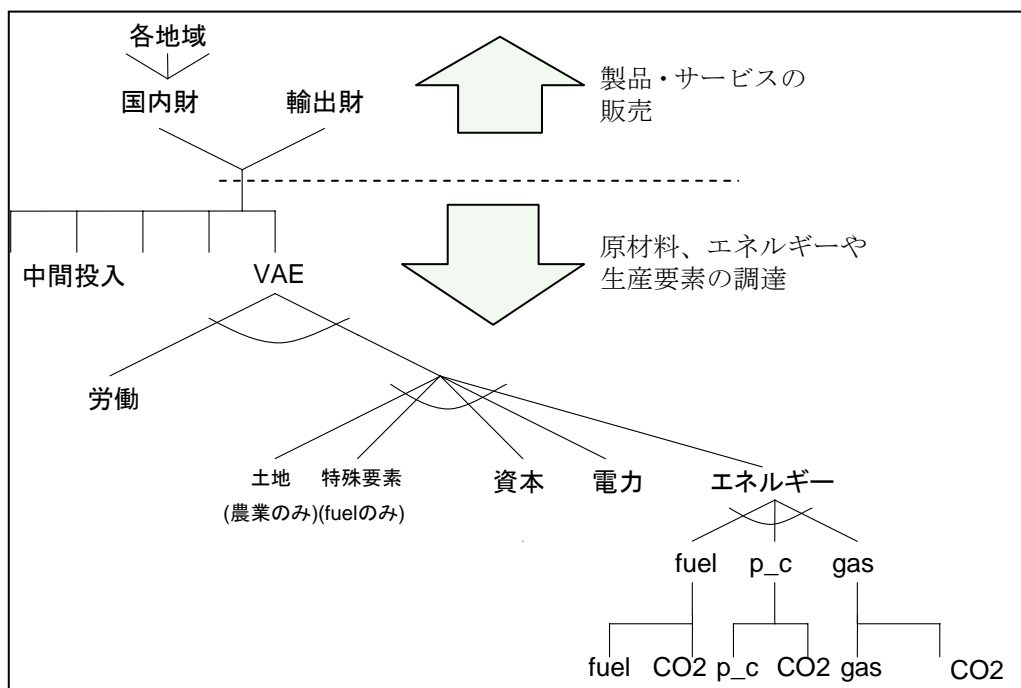 各地域
国内財
輸出財
製品・サービスの
販売
中間投入
VAE
原材料、エネルギーや
生産要素の調達
労働
土地
特殊要素
資本
電力
エネルギー
(農業のみ)(fuelのみ)
fuel
p_c
gas
fuel
CO2
p_c
CO2
gas
CO2